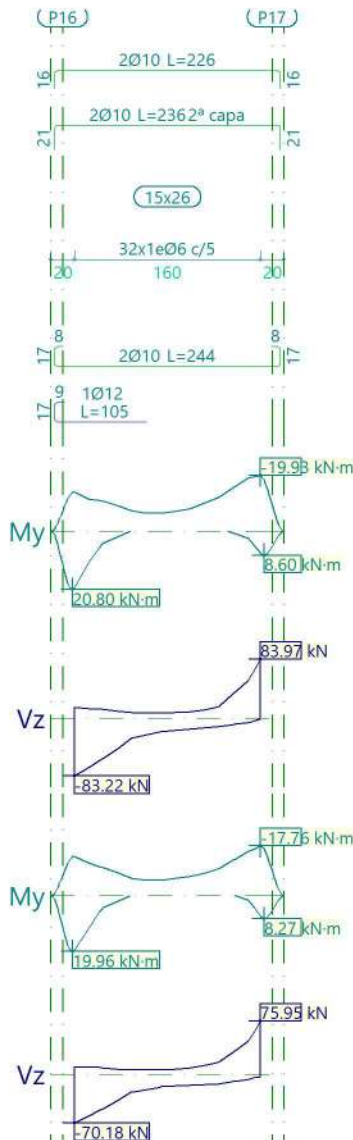 P16 P17
2Ø10 L=226
16 16
2Ø10 L=236 2ª capa
21 21
15x26
32x1eØ6 c/5
20 160 20
8 8
17 2Ø10 L=244 17
9 1Ø12
17 L=105
-19.93 kN·m
My
8.60 kN·m
20.80 kN·m
83.97 kN
Vz
-83.22 kN
-17.76 kN·m
My
8.27 kN·m
19.96 kN·m
75.95 kN
Vz
-70.18 kN